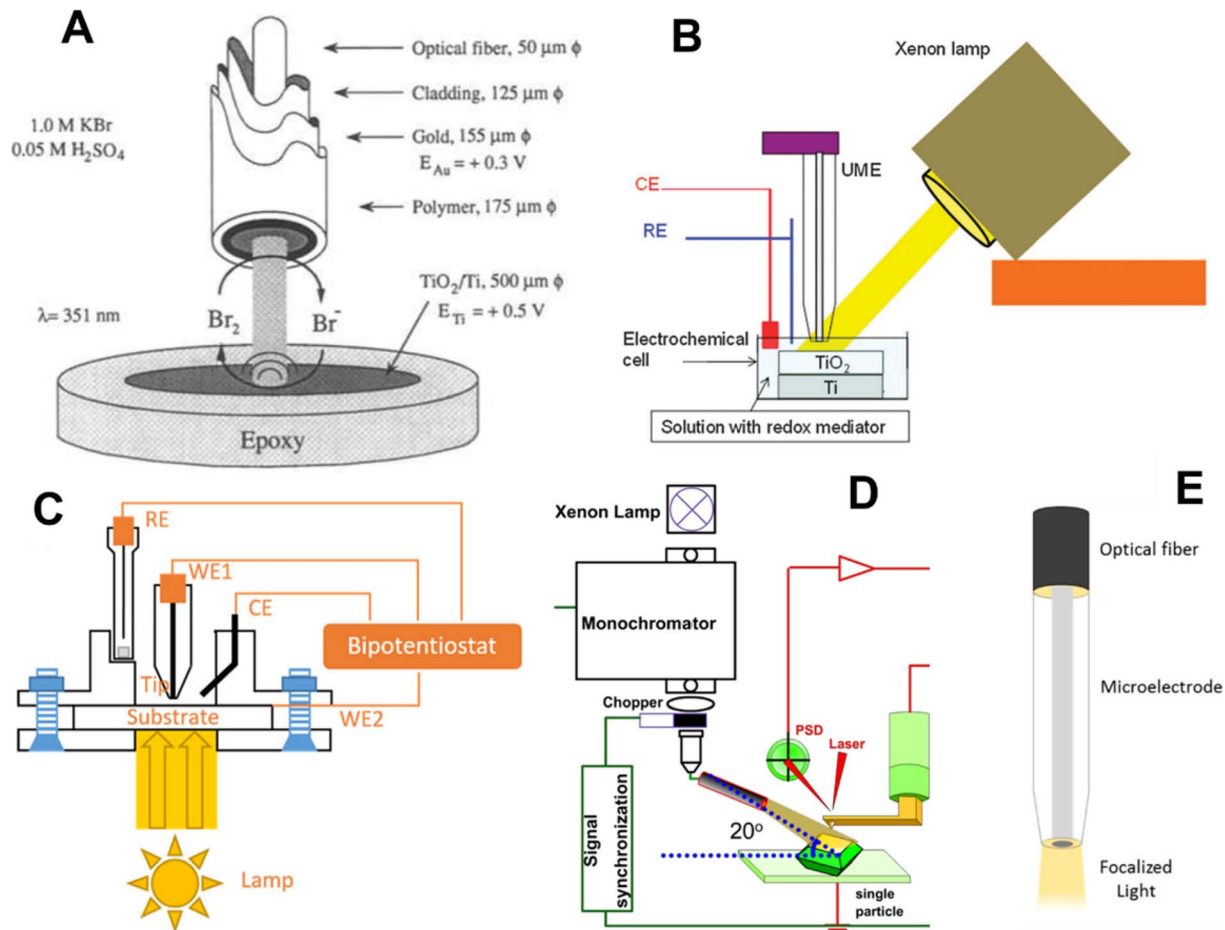 A
Optical fiber, 50 μm ϕ
Cladding, 125 μm ϕ
1.0 M KBr
0.05 M H₂SO₄
Gold, 155 μm ϕ
E_Au = + 0.3 V
Polymer, 175 μm ϕ
TiO₂/Ti, 500 μm ϕ
E_Ti = + 0.5 V
λ= 351 nm
Br₂
Br⁻
Epoxy
B
Xenon lamp
UME
CE
RE
Electrochemical
cell
TiO₂
Ti
Solution with redox mediator
C
RE
WE1
CE
Bipotentiostat
Tip
Substrate
WE2
Lamp
D
Xenon Lamp
Monochromator
Chopper
PSD
Laser
Signal
synchronization
20°
single
particle
E
Optical fiber
Microelectrode
Focalized
Light